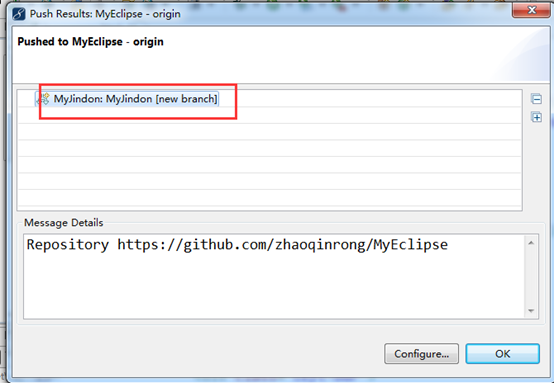 Push Results: MyEclipse - origin
Pushed to MyEclipse - origin
MyJindon: MyJindon [new branch]
Message Details
Repository https://github.com/zhaoqinrong/MyEclipse
Configure...
OK